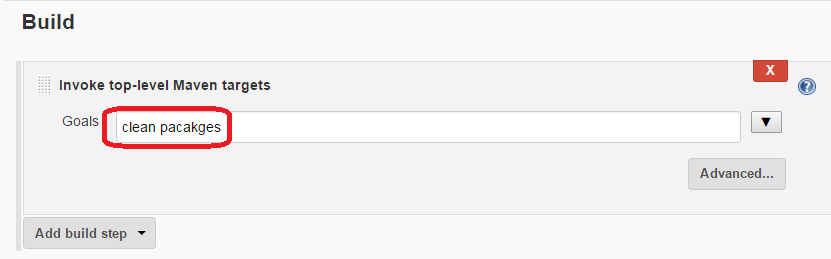 Build
X
Invoke top-level Maven targets
?
Goals clean pacakges
Advanced...
Add build step